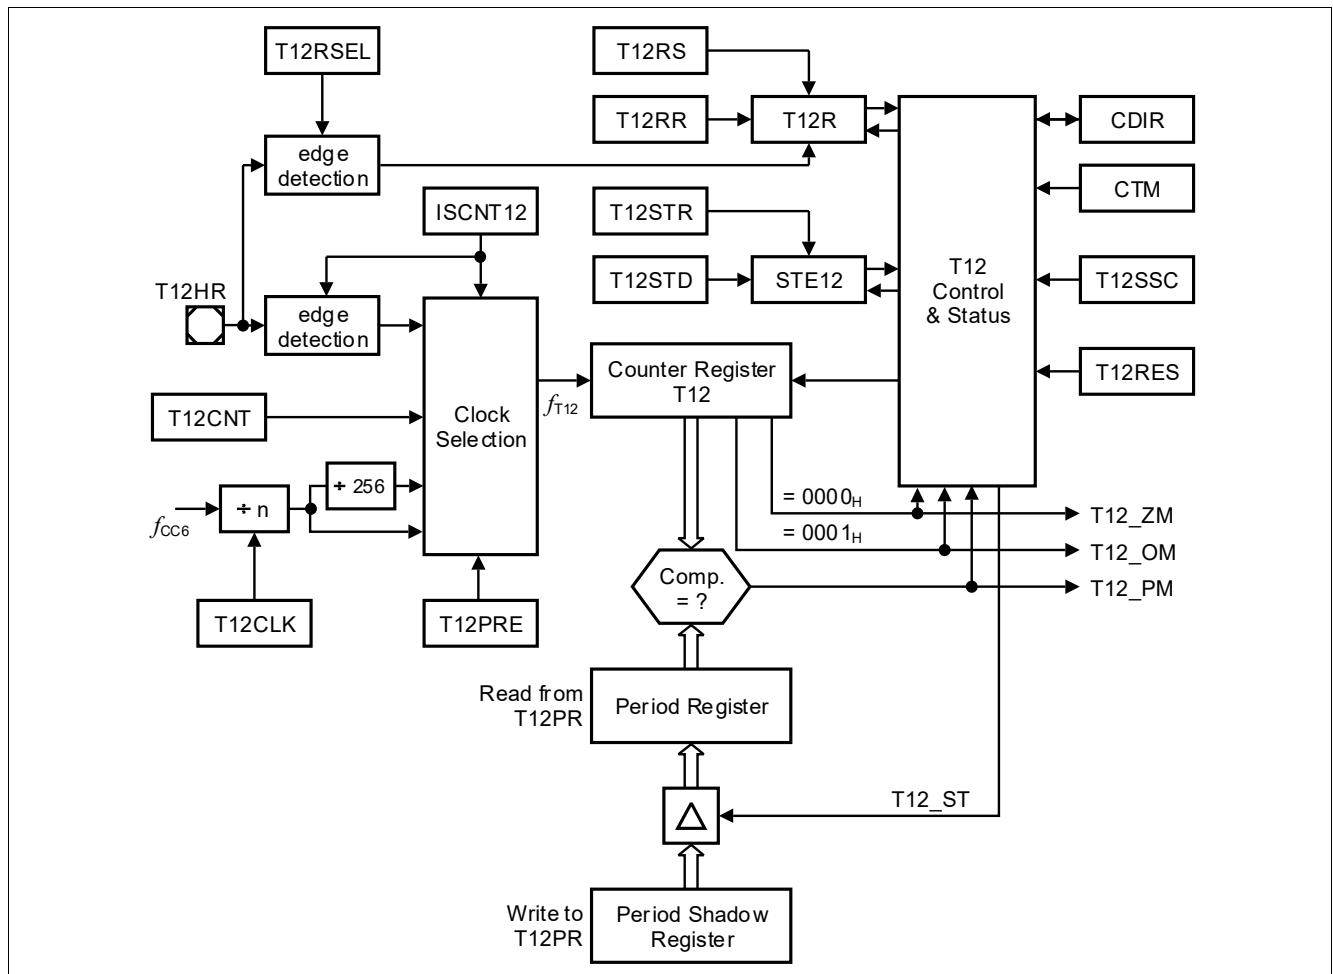 T12RSEL
T12RS
T12RR
T12R
CDIR
edge
detection
CTM
ISCNT12
T12STR
T12
Control
& Status
T12STD
STE12
T12SSC
T12HR
edge
detection
Counter Register
T12
T12RES
fT12
T12CNT
Clock
Selection
÷ 256
÷ n
fCC6
= 0000H
T12_ZM
= 0001H
T12_OM
Comp.
= ?
T12_PM
T12CLK
T12PRE
Read from
T12PR
Period Register
T12_ST
Write to
T12PR
Period Shadow
Register